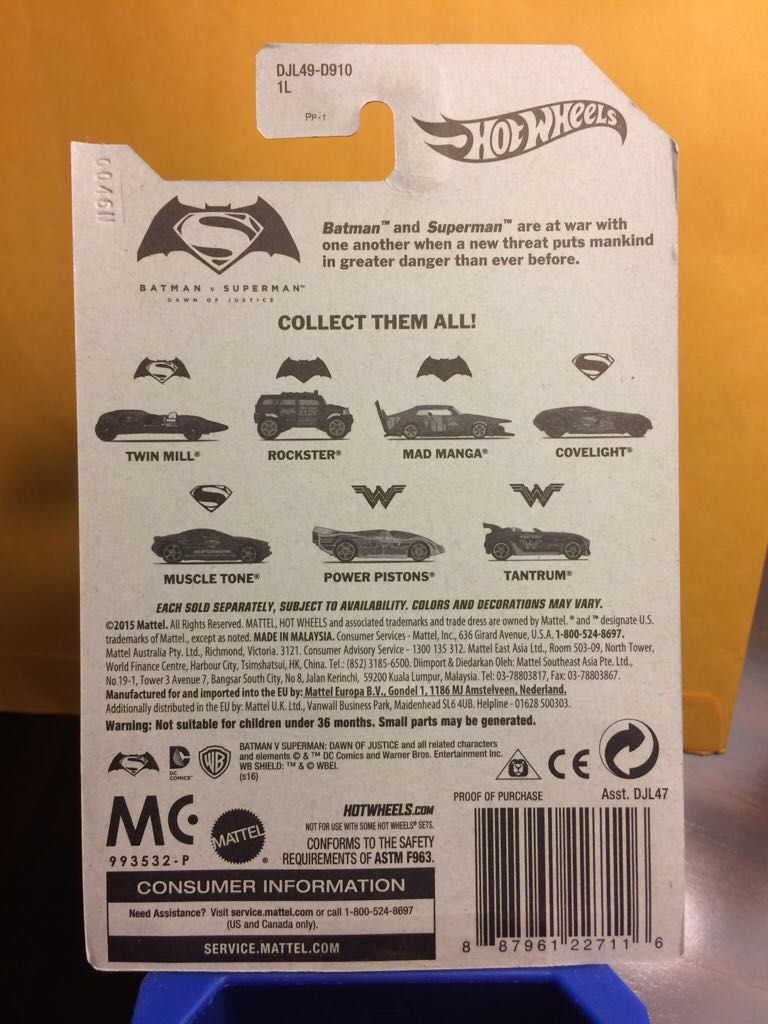 DJL49-D910
1L
PP-T
HOT WHEELS
BATMAN v SUPERMAN™
DAWN OF JUSTICE
Batman™ and Superman™ are at war with
one another when a new threat puts mankind
in greater danger than ever before.
COLLECT THEM ALL!
TWIN MILL® ROCKSTER® MAD MANGA® COVELIGHT®
MUSCLE TONE® POWER PISTONS® TANTRUM®
EACH SOLD SEPARATELY, SUBJECT TO AVAILABILITY. COLORS AND DECORATIONS MAY VARY.
©2015 Mattel. All Rights Reserved. MATTEL, HOT WHEELS and associated trademarks and trade dress are owned by Mattel. ® and ™ designate U.S.
trademarks of Mattel., except as noted. MADE IN MALAYSIA. Consumer Services - Mattel, Inc., 636 Girard Avenue, U.S.A. 1-800-524-8697.
Mattel Australia Pty. Ltd., Richmond, Victoria. 3121. Consumer Advisory Service - 1300 135 312. Mattel East Asia Ltd., Room 503-09, North Tower,
World Finance Centre, Harbour City, Tsimshatsui, HK, China. Tel.: (852) 3185-6500. Diimport & Diedarkan Oleh: Mattel Southeast Asia Pte. Ltd.,
No.19-1, Tower 3 Avenue 7, Bangsar South City, No 8, Jalan Kerinchi, 59200 Kuala Lumpur, Malaysia. Tel: 03-78803817, Fax: 03-78803867.
Manufactured for and imported into the EU by: Mattel Europa B.V., Gondel 1, 1186 MJ Amstelveen, Nederland.
Additionally distributed in the EU by: Mattel U.K. Ltd., Vanwall Business Park, Maidenhead SL6 4UB. Helpline - 01628 500303.
Warning: Not suitable for children under 36 months. Small parts may be generated.
DC
COMICS™
WB
BATMAN V SUPERMAN: DAWN OF JUSTICE and all related characters
and elements © & ™ DC Comics and Warner Bros. Entertainment Inc.
WB SHIELD: ™ & © WBEI.
(s16)
CE
MC
993532-P
MATTEL®
HOTWHEELS.COM
NOT FOR USE WITH SOME HOT WHEELS® SETS.
CONFORMS TO THE SAFETY
REQUIREMENTS OF ASTM F963.
PROOF OF PURCHASE
Asst. DJL47
CONSUMER INFORMATION
Need Assistance? Visit service.mattel.com or call 1-800-524-8697
(US and Canada only).
SERVICE.MATTEL.COM
8 87961 22711 6